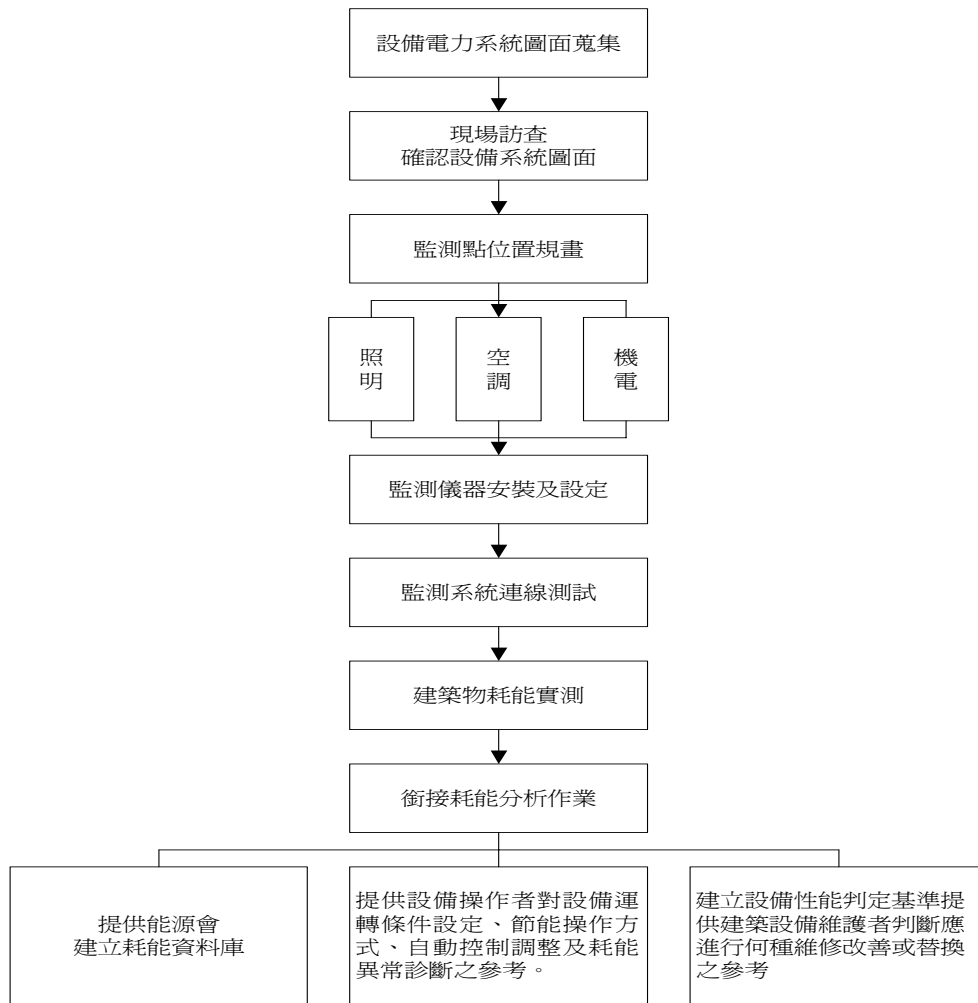 設備電力系統圖面蒐集
現場訪查
確認設備系統圖面
監測點位置規畫
照明
空調
機電
監測儀器安裝及設定
監測系統連線測試
建築物耗能實測
銜接耗能分析作業
提供能源會
建立耗能資料庫
提供設備操作者對設備運
轉條件設定、節能操作方
式、自動控制調整及耗能
異常診斷之參考。
建立設備性能判定基準提
供建築設備維護者判斷應
進行何種維修改善或替換
之參考